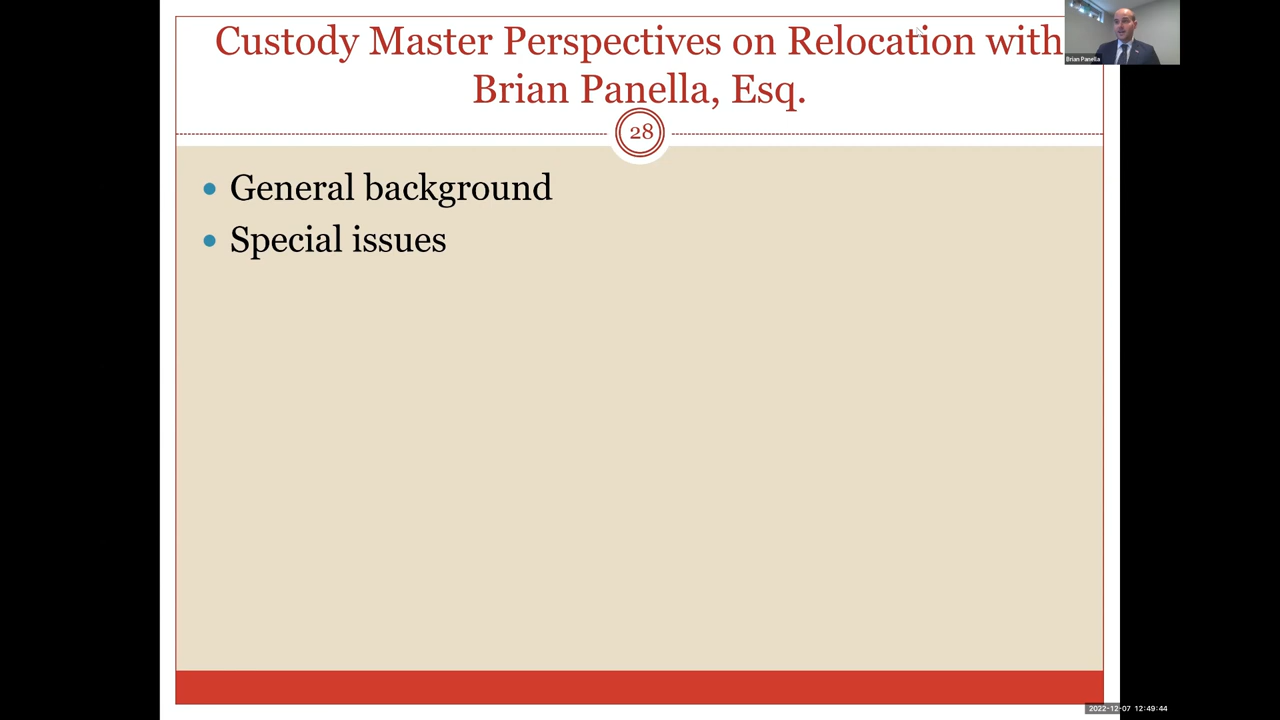 Custody Master Perspectives on Relocation with
Brian Panella, Esq.
Brian Panella
28
General background
Special issues
2022-12-07 12:49:44